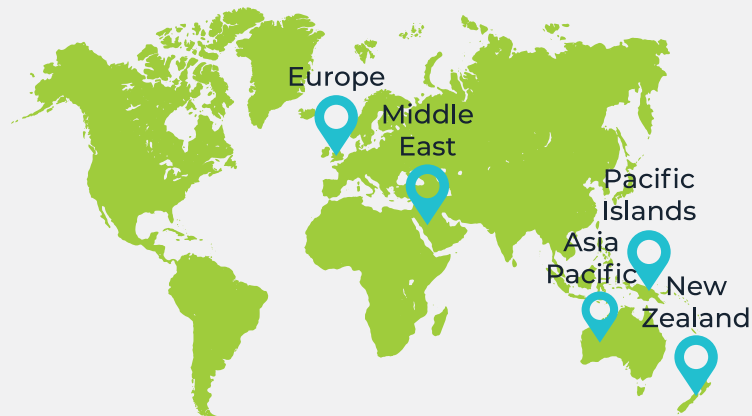 Europe
Middle
East
Pacific
Islands
Asia
Pacific
New
Zealand